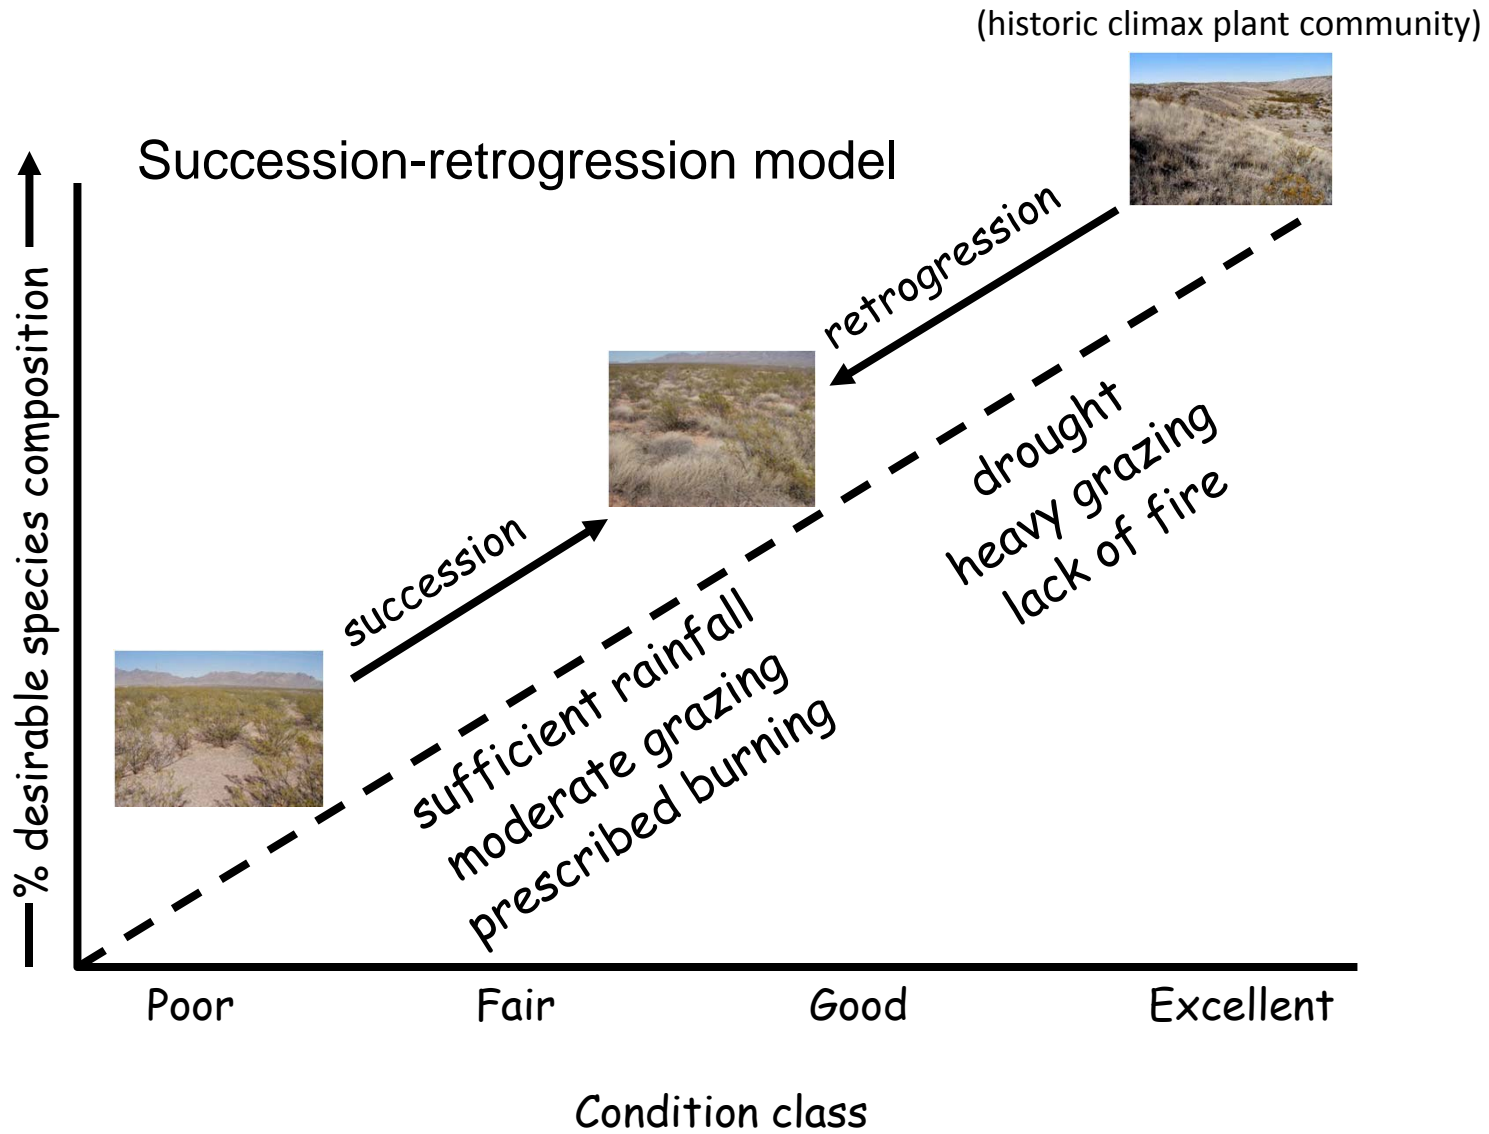 (historic climax plant community)
Succession-retrogression model
% desirable species composition
retrogression
succession
drought
heavy grazing
lack of fire
sufficient rainfall
moderate grazing
prescribed burning
Poor
Fair
Good
Excellent
Condition class